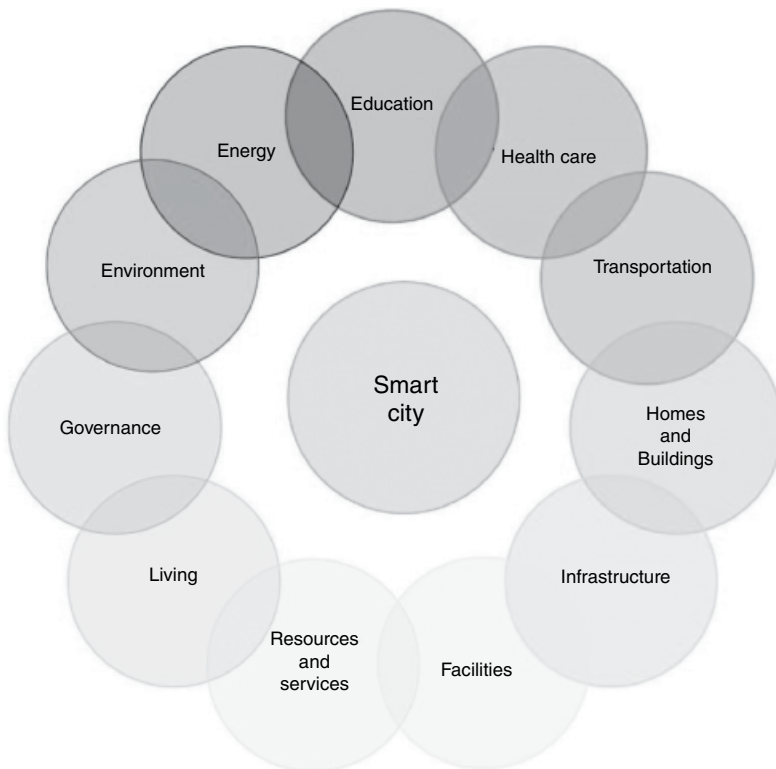 Education
Energy
Health care
Environment
Transportation
Smart
city
Governance
Homes
and
Buildings
Living
Infrastructure
Resources
and
services
Facilities